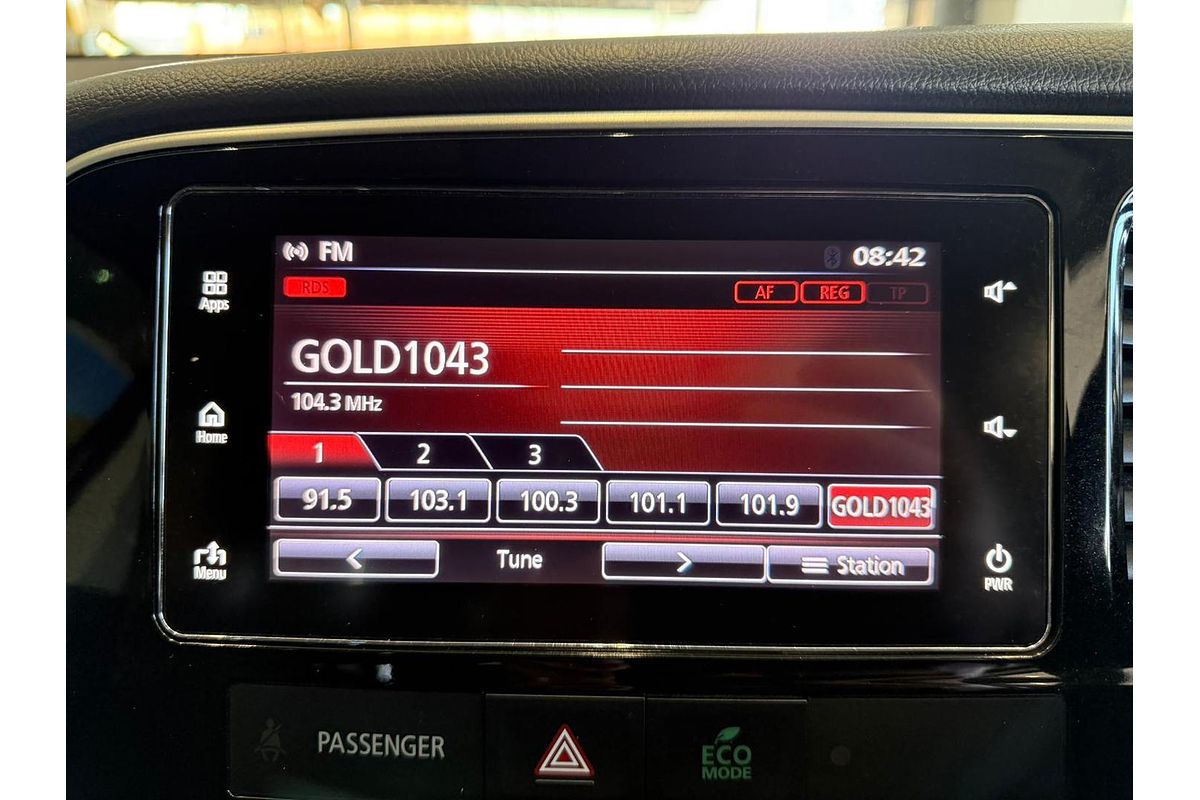 FM 08:42
RDS AF REG TP
Apps
GOLD1043
104.3 MHz
Home
1 2 3
91.5 103.1 100.3 101.1 101.9 GOLD1043
< Tune > Station
Menu
PWR
PASSENGER
ECO
MODE